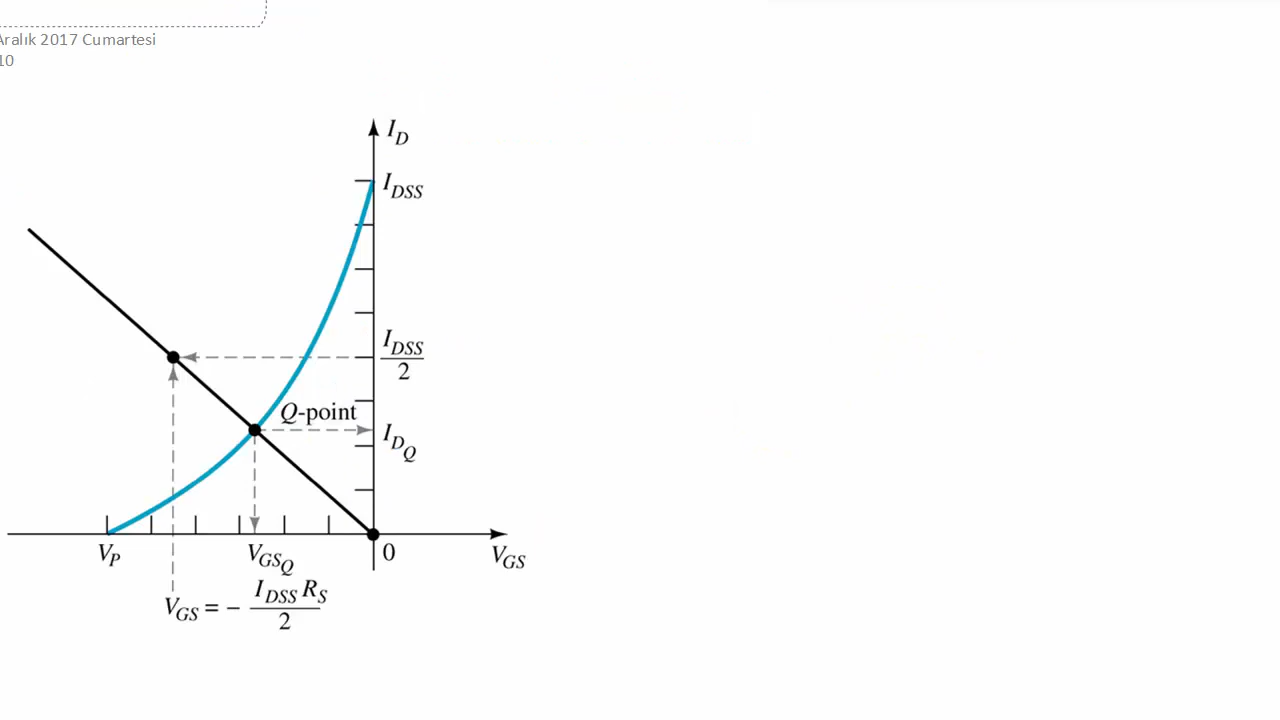 Aralık 2017 Cumartesi
10
I_D
I_DSS
I_DSS
2
Q-point
I_DQ
V_P
V_GSQ
0
V_GS
V_GS = − I_DSS R_S
2